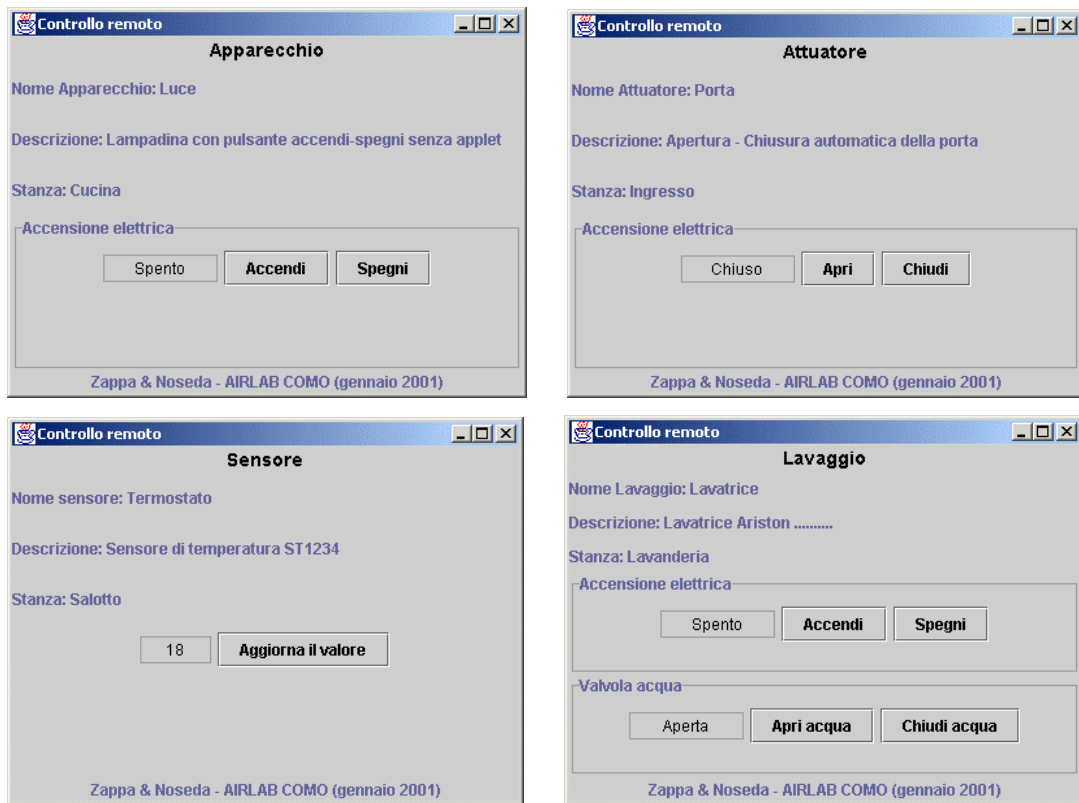 Controllo remoto
Apparecchio
Nome Apparecchio: Luce
Descrizione: Lampadina con pulsante accendi-spegni senza applet
Stanza: Cucina
Accensione elettrica
Spento Accendi Spegni
Zappa & Noseda - AIRLAB COMO (gennaio 2001)
Controllo remoto
Attuatore
Nome Attuatore: Porta
Descrizione: Apertura - Chiusura automatica della porta
Stanza: Ingresso
Accensione elettrica
Chiuso Apri Chiudi
Zappa & Noseda - AIRLAB COMO (gennaio 2001)
Controllo remoto
Sensore
Nome sensore: Termostato
Descrizione: Sensore di temperatura ST1234
Stanza: Salotto
18 Aggiorna il valore
Zappa & Noseda - AIRLAB COMO (gennaio 2001)
Controllo remoto
Lavaggio
Nome Lavaggio: Lavatrice
Descrizione: Lavatrice Ariston ..........
Stanza: Lavanderia
Accensione elettrica
Spento Accendi Spegni
Valvola acqua
Aperta Apri acqua Chiudi acqua
Zappa & Noseda - AIRLAB COMO (gennaio 2001)